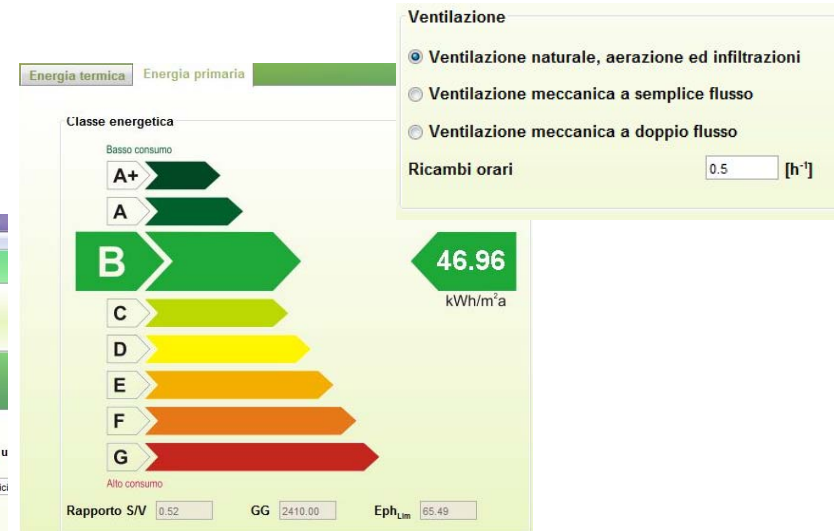 Ventilazione
Ventilazione naturale, aerazione ed infiltrazioni
Ventilazione meccanica a semplice flusso
Ventilazione meccanica a doppio flusso
Ricambi orari 0.5 [h⁻¹]
Energia termica Energia primaria
Classe energetica
Basso consumo
A+
A
B 46.96
kWh/m²a
C
D
E
F
G
Alto consumo
Rapporto S/V 0.52 GG 2410.00 EphLim 65.49